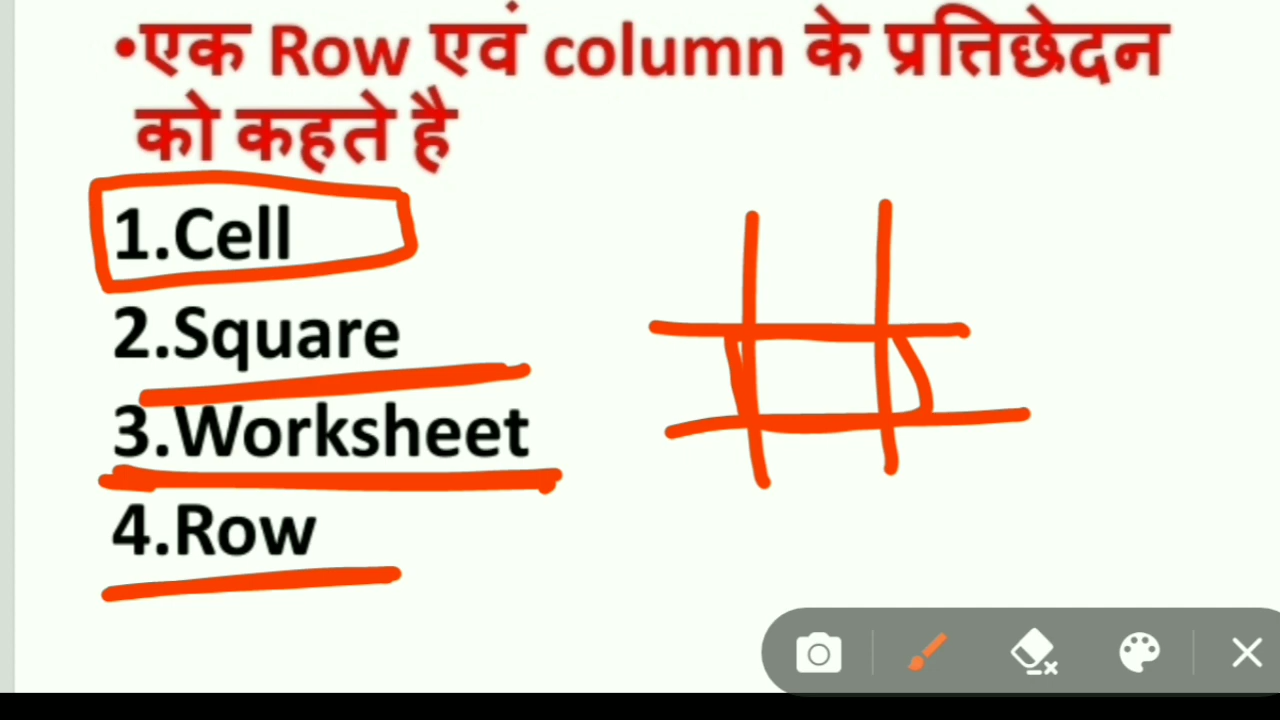 •एक Row एवं column के प्रत्तिछेदन
को कहते है
1.Cell
2.Square
3.Worksheet
4.Row